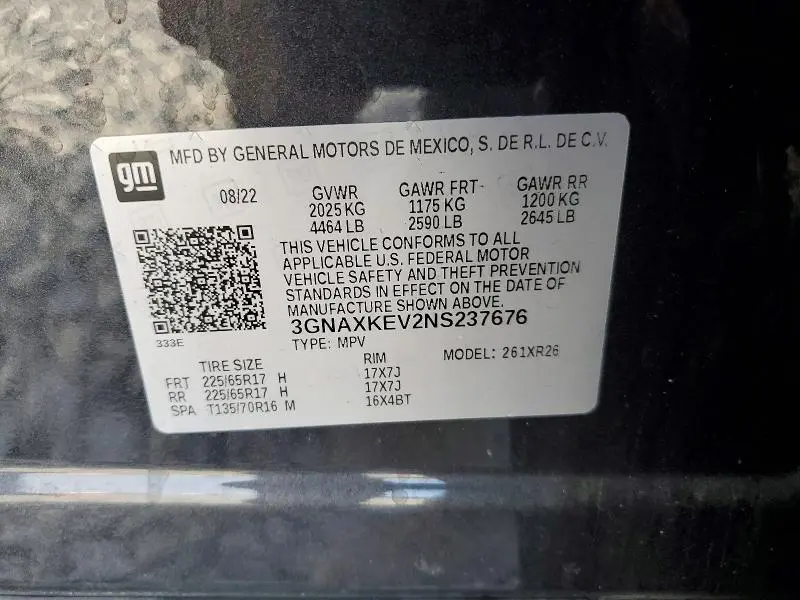 gm MFD BY GENERAL MOTORS DE MEXICO, S. DE R.L. DE C.V.
08/22 GVWR GAWR FRT GAWR RR
2025 KG 1175 KG 1200 KG
4464 LB 2590 LB 2645 LB
THIS VEHICLE CONFORMS TO ALL
APPLICABLE U.S. FEDERAL MOTOR
VEHICLE SAFETY AND THEFT PREVENTION
STANDARDS IN EFFECT ON THE DATE OF
MANUFACTURE SHOWN ABOVE.
3GNAXKEV2NS237676
333E
TYPE: MPV MODEL: 261XR26
TIRE SIZE RIM
FRT 225/65R17 H 17X7J
RR 225/65R17 H 17X7J
SPA T135/70R16 M 16X4BT